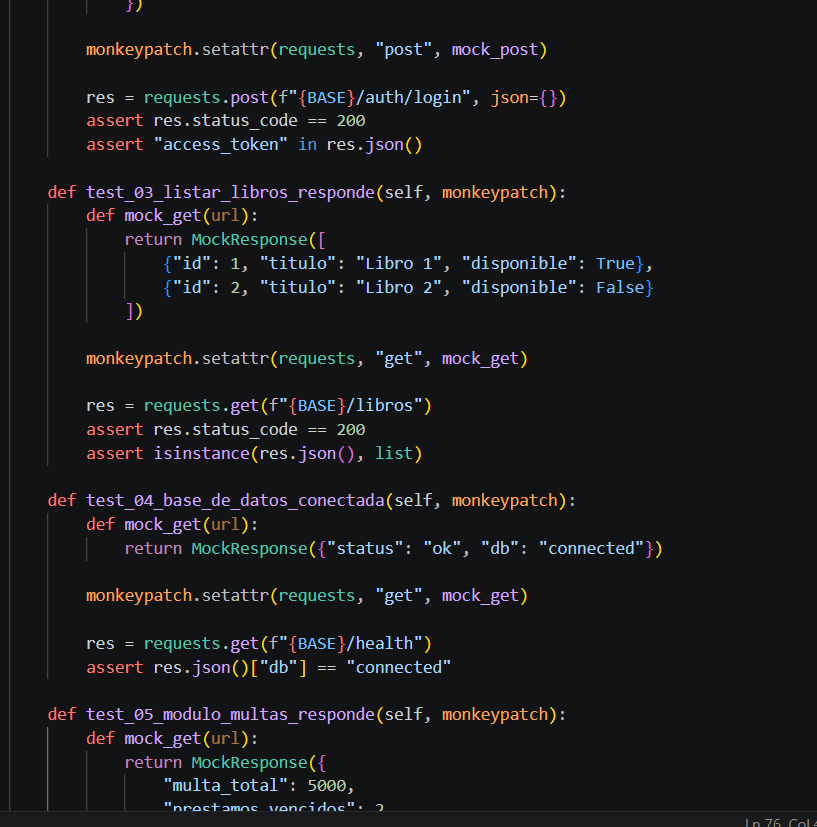 })
monkeypatch.setattr(requests, "post", mock_post)
res = requests.post(f"{BASE}/auth/login", json={})
assert res.status_code == 200
assert "access_token" in res.json()
def test_03_listar_libros_responde(self, monkeypatch):
def mock_get(url):
return MockResponse([
{"id": 1, "titulo": "Libro 1", "disponible": True},
{"id": 2, "titulo": "Libro 2", "disponible": False}
])
monkeypatch.setattr(requests, "get", mock_get)
res = requests.get(f"{BASE}/libros")
assert res.status_code == 200
assert isinstance(res.json(), list)
def test_04_base_de_datos_conectada(self, monkeypatch):
def mock_get(url):
return MockResponse({"status": "ok", "db": "connected"})
monkeypatch.setattr(requests, "get", mock_get)
res = requests.get(f"{BASE}/health")
assert res.json()["db"] == "connected"
def test_05_modulo_multas_responde(self, monkeypatch):
def mock_get(url):
return MockResponse({
"multa_total": 5000,
"prestamos_vencidos": 2
Ln 76, Col